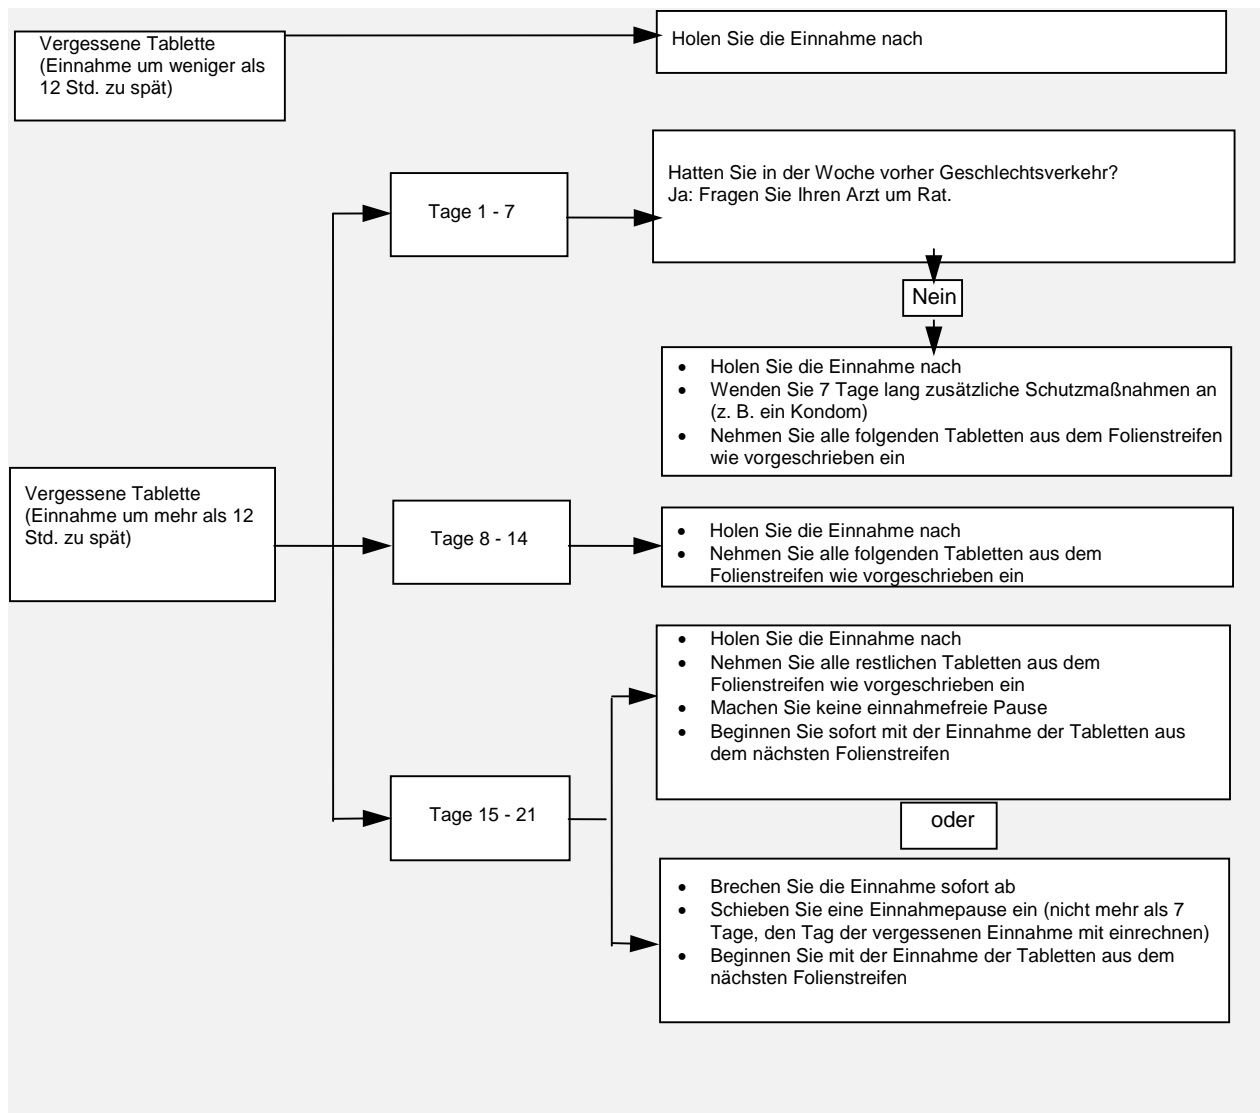 Vergessene Tablette
(Einnahme um weniger als
12 Std. zu spät)
Holen Sie die Einnahme nach
Tage 1 - 7
Hatten Sie in der Woche vorher Geschlechtsverkehr?
Ja: Fragen Sie Ihren Arzt um Rat.
Nein
• Holen Sie die Einnahme nach
• Wenden Sie 7 Tage lang zusätzliche Schutzmaßnahmen an
(z. B. ein Kondom)
• Nehmen Sie alle folgenden Tabletten aus dem Folienstreifen
wie vorgeschrieben ein
Vergessene Tablette
(Einnahme um mehr als 12
Std. zu spät)
Tage 8 - 14
• Holen Sie die Einnahme nach
• Nehmen Sie alle folgenden Tabletten aus dem
Folienstreifen wie vorgeschrieben ein
Tage 15 - 21
• Holen Sie die Einnahme nach
• Nehmen Sie alle restlichen Tabletten aus dem
Folienstreifen wie vorgeschrieben ein
• Machen Sie keine einnahmefreie Pause
• Beginnen Sie sofort mit der Einnahme der Tabletten aus
dem nächsten Folienstreifen
oder
• Brechen Sie die Einnahme sofort ab
• Schieben Sie eine Einnahmepause ein (nicht mehr als 7
Tage, den Tag der vergessenen Einnahme mit einrechnen)
• Beginnen Sie mit der Einnahme der Tabletten aus dem
nächsten Folienstreifen